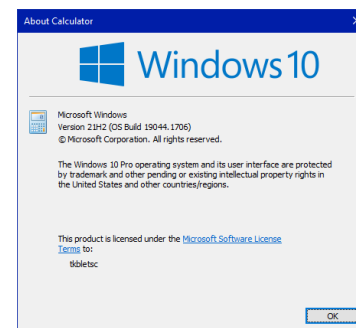 About Calculator
Windows 10
Microsoft Windows
Version 21H2 (OS Build 19044.1706)
© Microsoft Corporation. All rights reserved.
The Windows 10 Pro operating system and its user interface are protected
by trademark and other pending or existing intellectual property rights in
the United States and other countries/regions.
This product is licensed under the Microsoft Software License
Terms to:
tkbletsc
OK